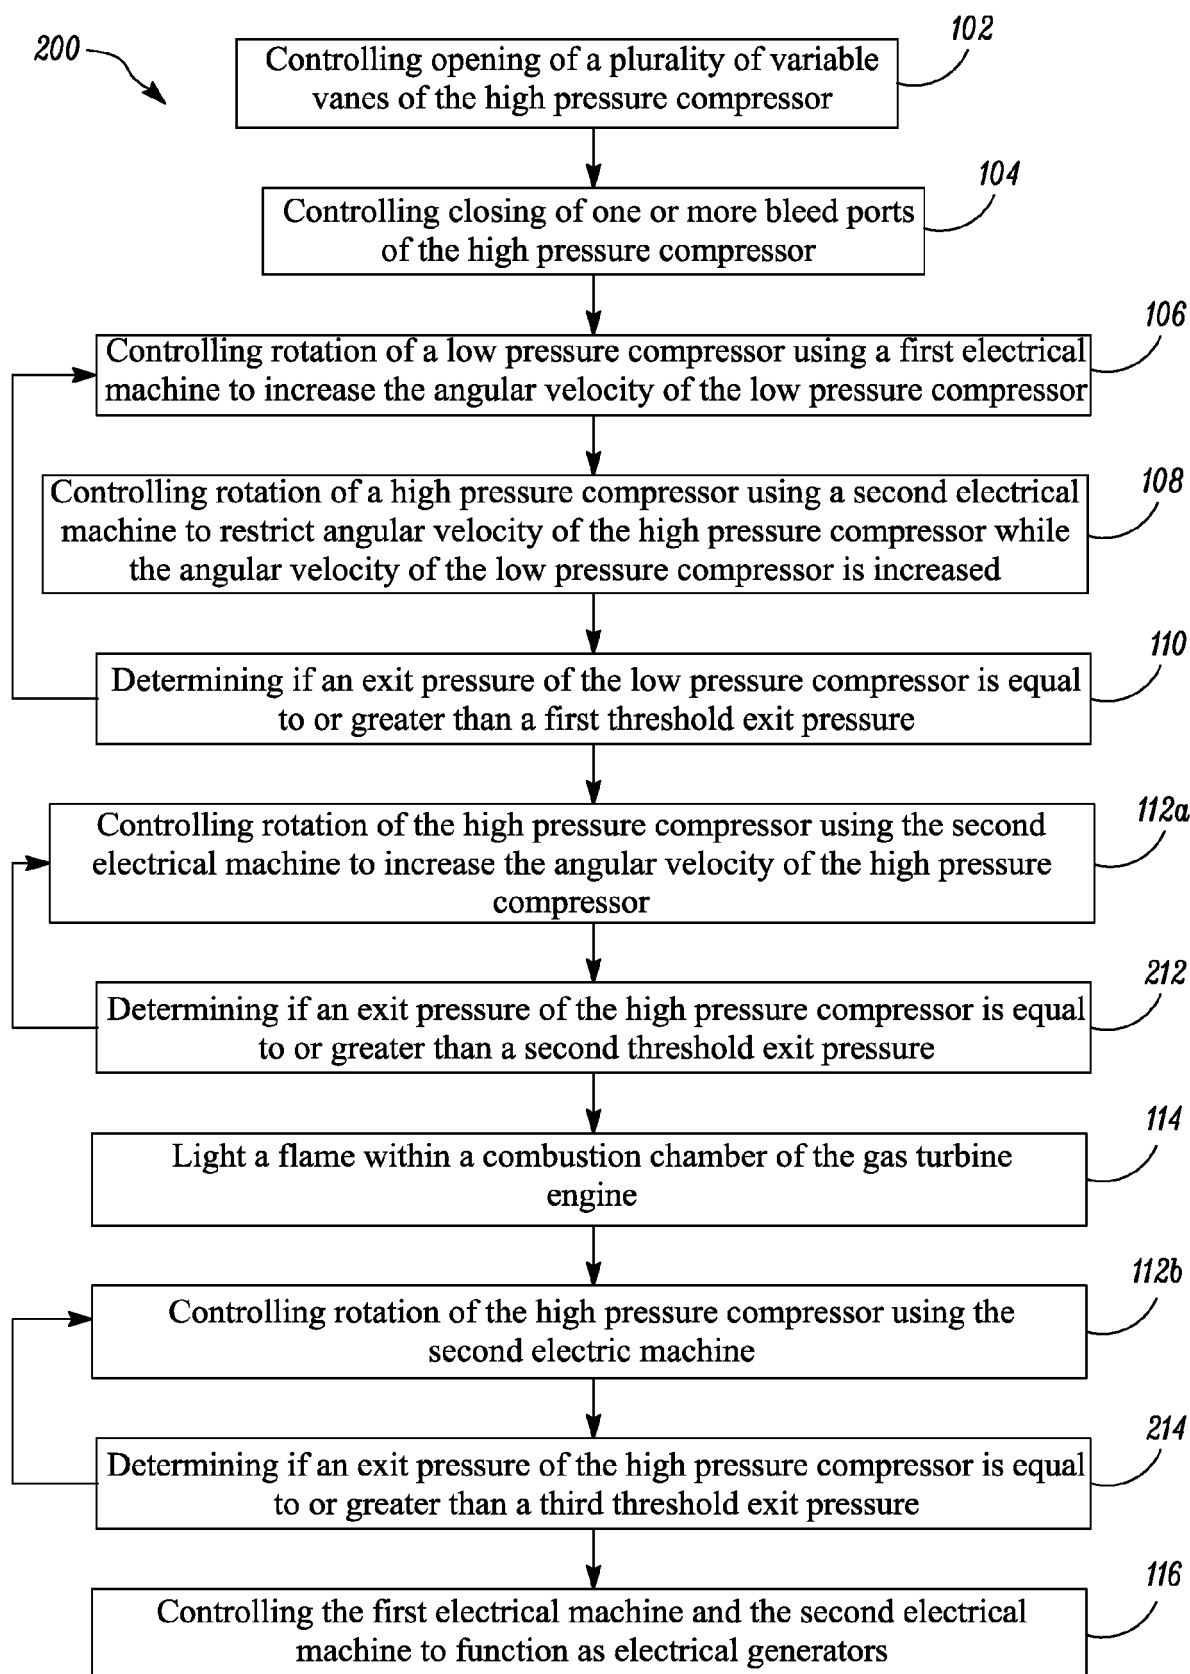 200
102
Controlling opening of a plurality of variable
vanes of the high pressure compressor
104
Controlling closing of one or more bleed ports
of the high pressure compressor
106
Controlling rotation of a low pressure compressor using a first electrical
machine to increase the angular velocity of the low pressure compressor
108
Controlling rotation of a high pressure compressor using a second electrical
machine to restrict angular velocity of the high pressure compressor while
the angular velocity of the low pressure compressor is increased
110
Determining if an exit pressure of the low pressure compressor is equal
to or greater than a first threshold exit pressure
112a
Controlling rotation of the high pressure compressor using the second
electrical machine to increase the angular velocity of the high pressure
compressor
212
Determining if an exit pressure of the high pressure compressor is equal
to or greater than a second threshold exit pressure
114
Light a flame within a combustion chamber of the gas turbine
engine
112b
Controlling rotation of the high pressure compressor using the
second electric machine
214
Determining if an exit pressure of the high pressure compressor is equal
to or greater than a third threshold exit pressure
116
Controlling the first electrical machine and the second electrical
machine to function as electrical generators